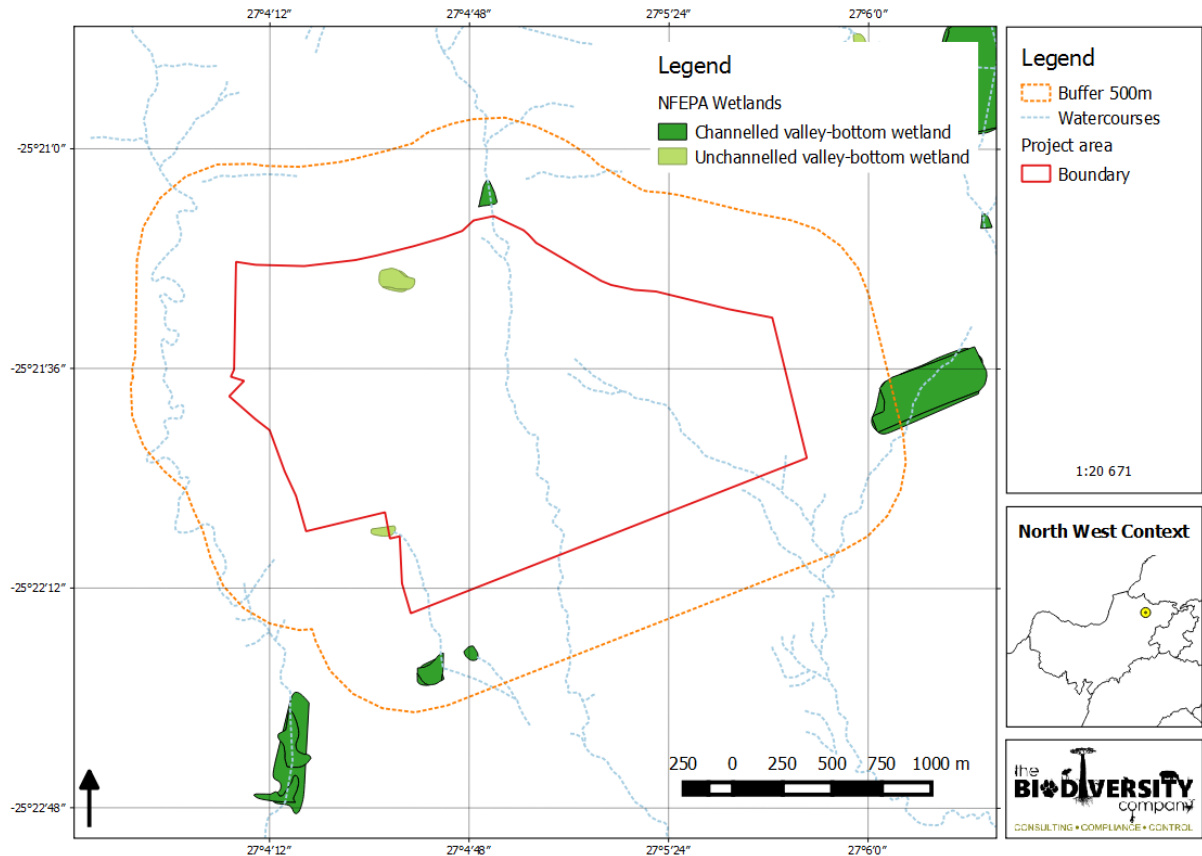 27°4'12" 27°4'48" 27°5'24" 27°6'0"
-25°21'0"
-25°21'36"
-25°22'12"
-25°22'48"
Legend
NFEPA Wetlands
Channelled valley-bottom wetland
Unchannelled valley-bottom wetland
250 0 250 500 750 1000 m
27°4'12" 27°4'48" 27°5'24" 27°6'0"
Legend
Buffer 500m
Watercourses
Project area
Boundary
1:20 671
North West Context
the
BIODIVERSITY
company
CONSULTING • COMPLIANCE • CONTROL